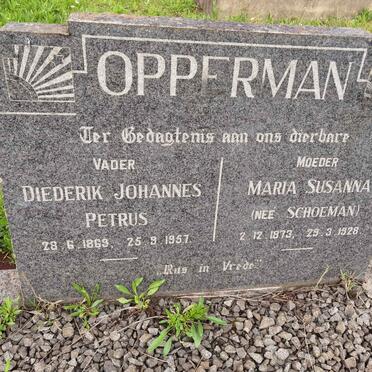 OPPERMAN
Ter Gedagtenis aan ons dierbare
VADER
DIEDERIK JOHANNES
PETRUS
28. 6. 1869. 25. 9. 1957.
MOEDER
MARIA SUSANNA
(NEE SCHOEMAN)
2. 12. 1873. 29. 3. 1928.
„Rus in Vrede"